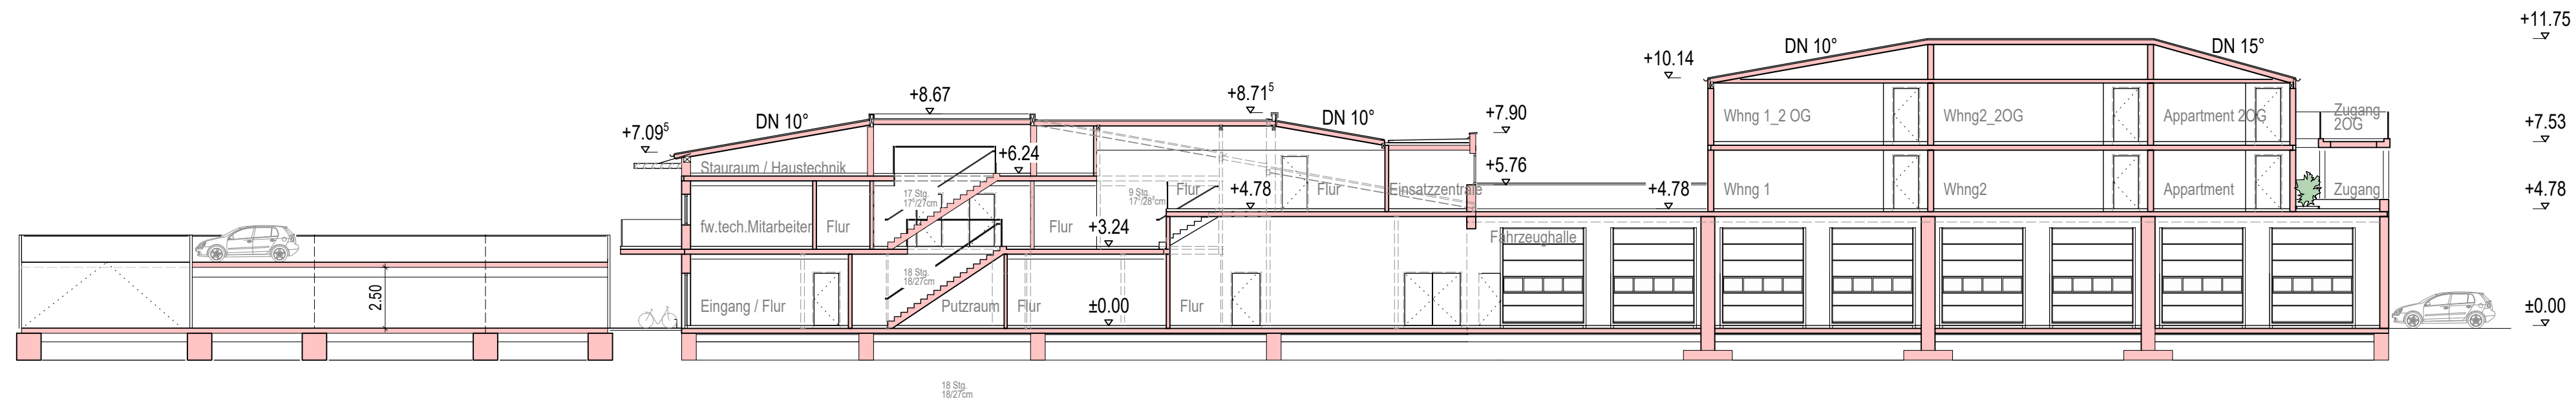 +11.75
DN 10°
DN 15°
+10.14
+8.67
+8.71⁵
DN 10°
DN 10°
+7.90
+7.09⁵
+7.53
Whng 1_2 OG
Whng2_2OG
Appartment 2OG
Zugang
2OG
+6.24
+5.76
Stauraum / Haustechnik
17 Stg.
9 Stg.
Flur
+4.78
Flur
Einsatzzentrale
+4.78
Whng 1
Whng2
Appartment
Zugang
+4.78
fw.tech.Mitarbeiter
Flur
Flur
+3.24
Fahrzeughalle
18 Stg.
18/27cm
2.50
Eingang / Flur
Putzraum
Flur
±0.00
Flur
±0.00
18 Stg.
18/27cm